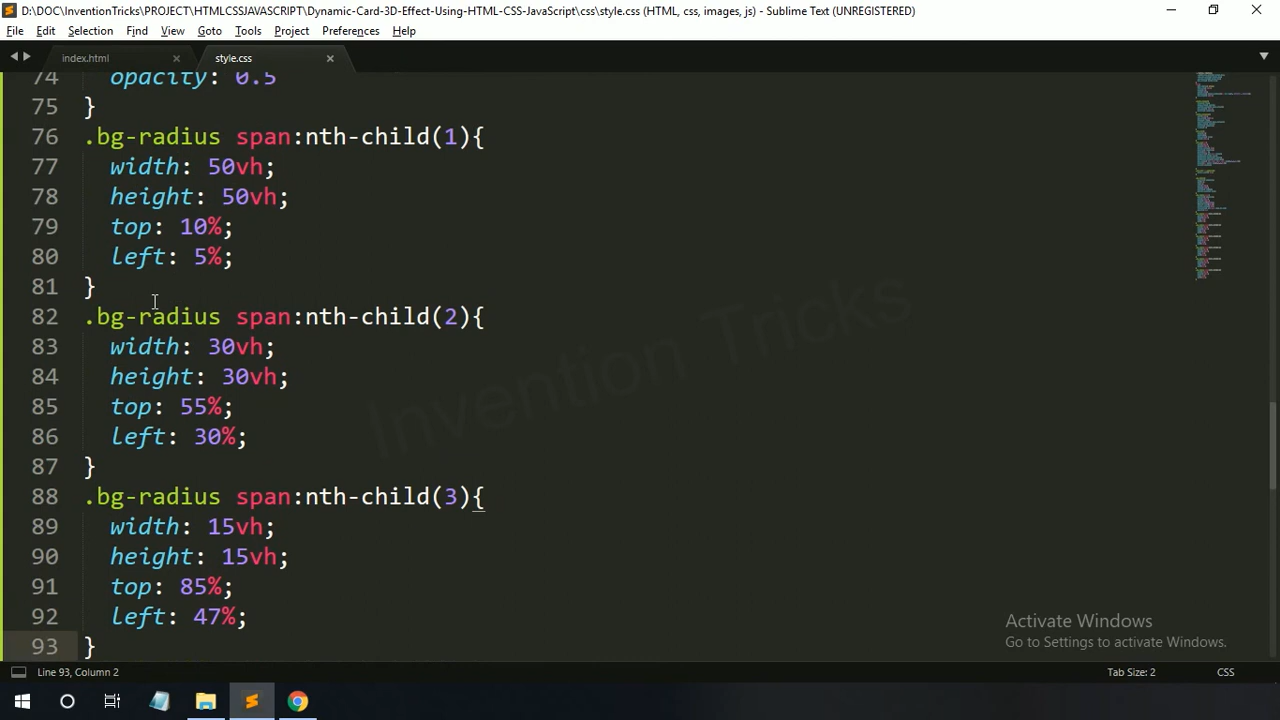 D:\DOC\InventionTricks\PROJECT\HTMLCSSJAVASCRIPT\Dynamic-Card-3D-Effect-Using-HTML-CSS-JavaScript\css\style.css (HTML, css, images, js) - Sublime Text (UNREGISTERED)
File Edit Selection Find View Goto Tools Project Preferences Help
index.html style.css
74 opacity: 0.5
75 }
76 .bg-radius span:nth-child(1){
77 width: 50vh;
78 height: 50vh;
79 top: 10%;
80 left: 5%;
81 }
82 .bg-radius span:nth-child(2){
83 width: 30vh;
84 height: 30vh;
85 top: 55%;
86 left: 30%;
87 }
88 .bg-radius span:nth-child(3){
89 width: 15vh;
90 height: 15vh;
91 top: 85%;
92 left: 47%;
93 }
Invention Tricks
Activate Windows
Go to Settings to activate Windows.
Line 93, Column 2 Tab Size: 2 CSS